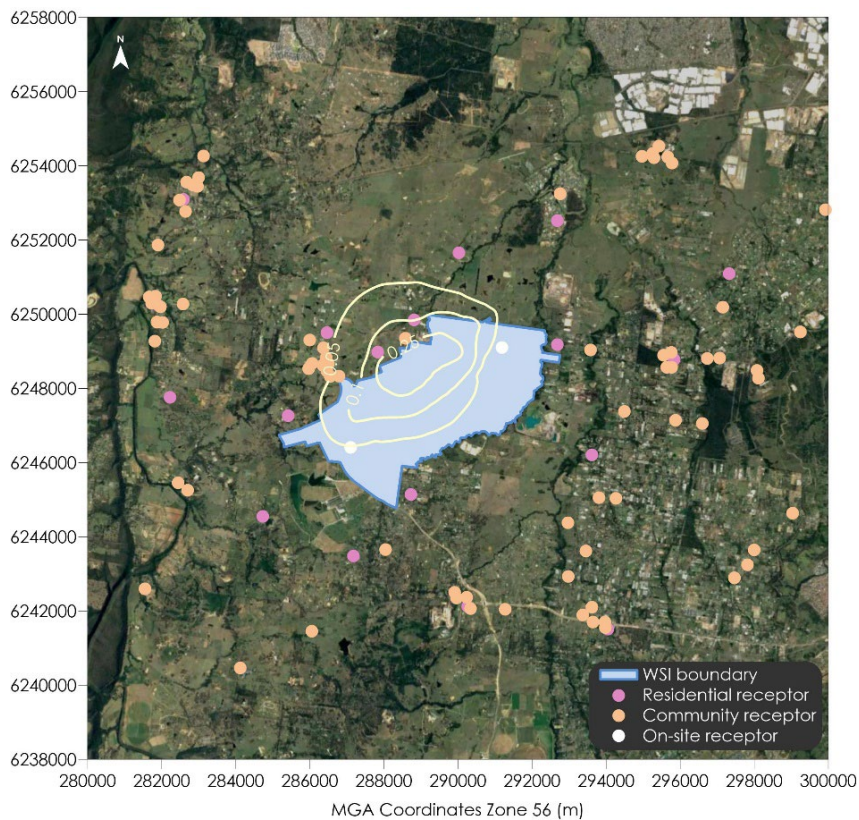 6258000
N
6256000
6254000
6252000
6250000
0.05
6248000
0.1
6246000
6244000
6242000
WSI boundary
6240000
Residential receptor
Community receptor
On-site receptor
6238000
280000 282000 284000 286000 288000 290000 292000 294000 296000 298000 300000
MGA Coordinates Zone 56 (m)